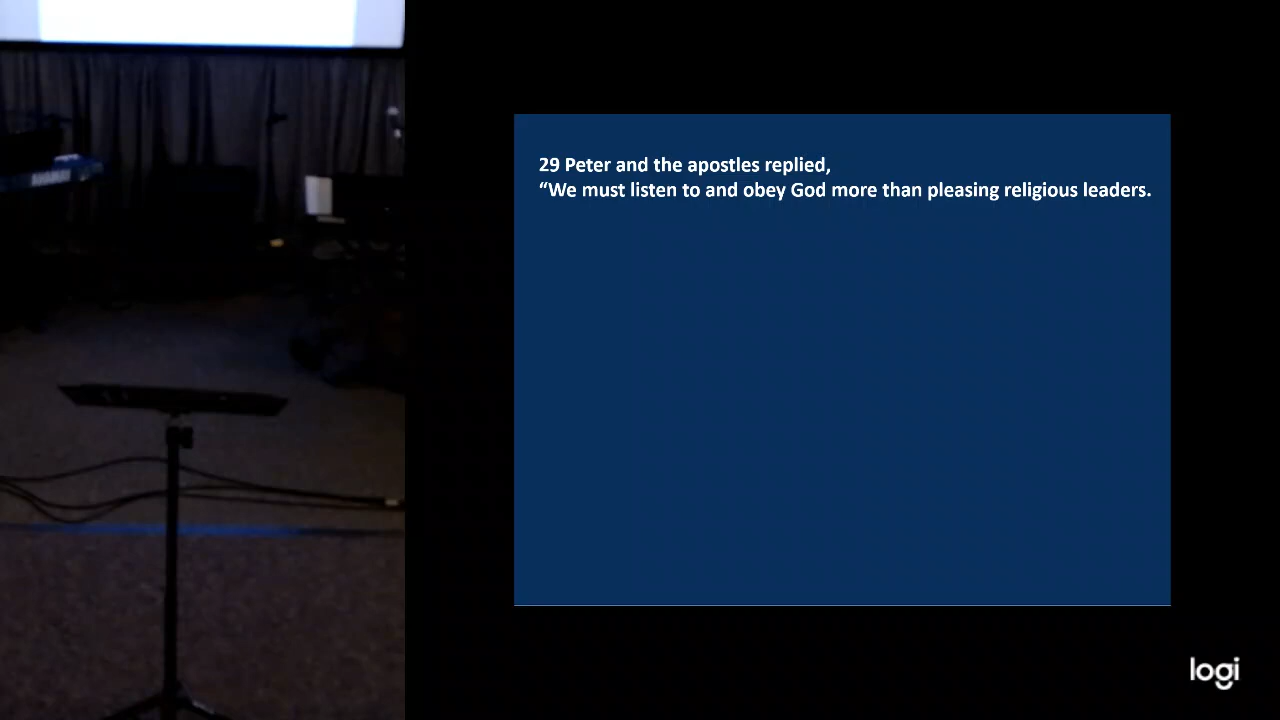 29 Peter and the apostles replied,
“We must listen to and obey God more than pleasing religious leaders.
logi